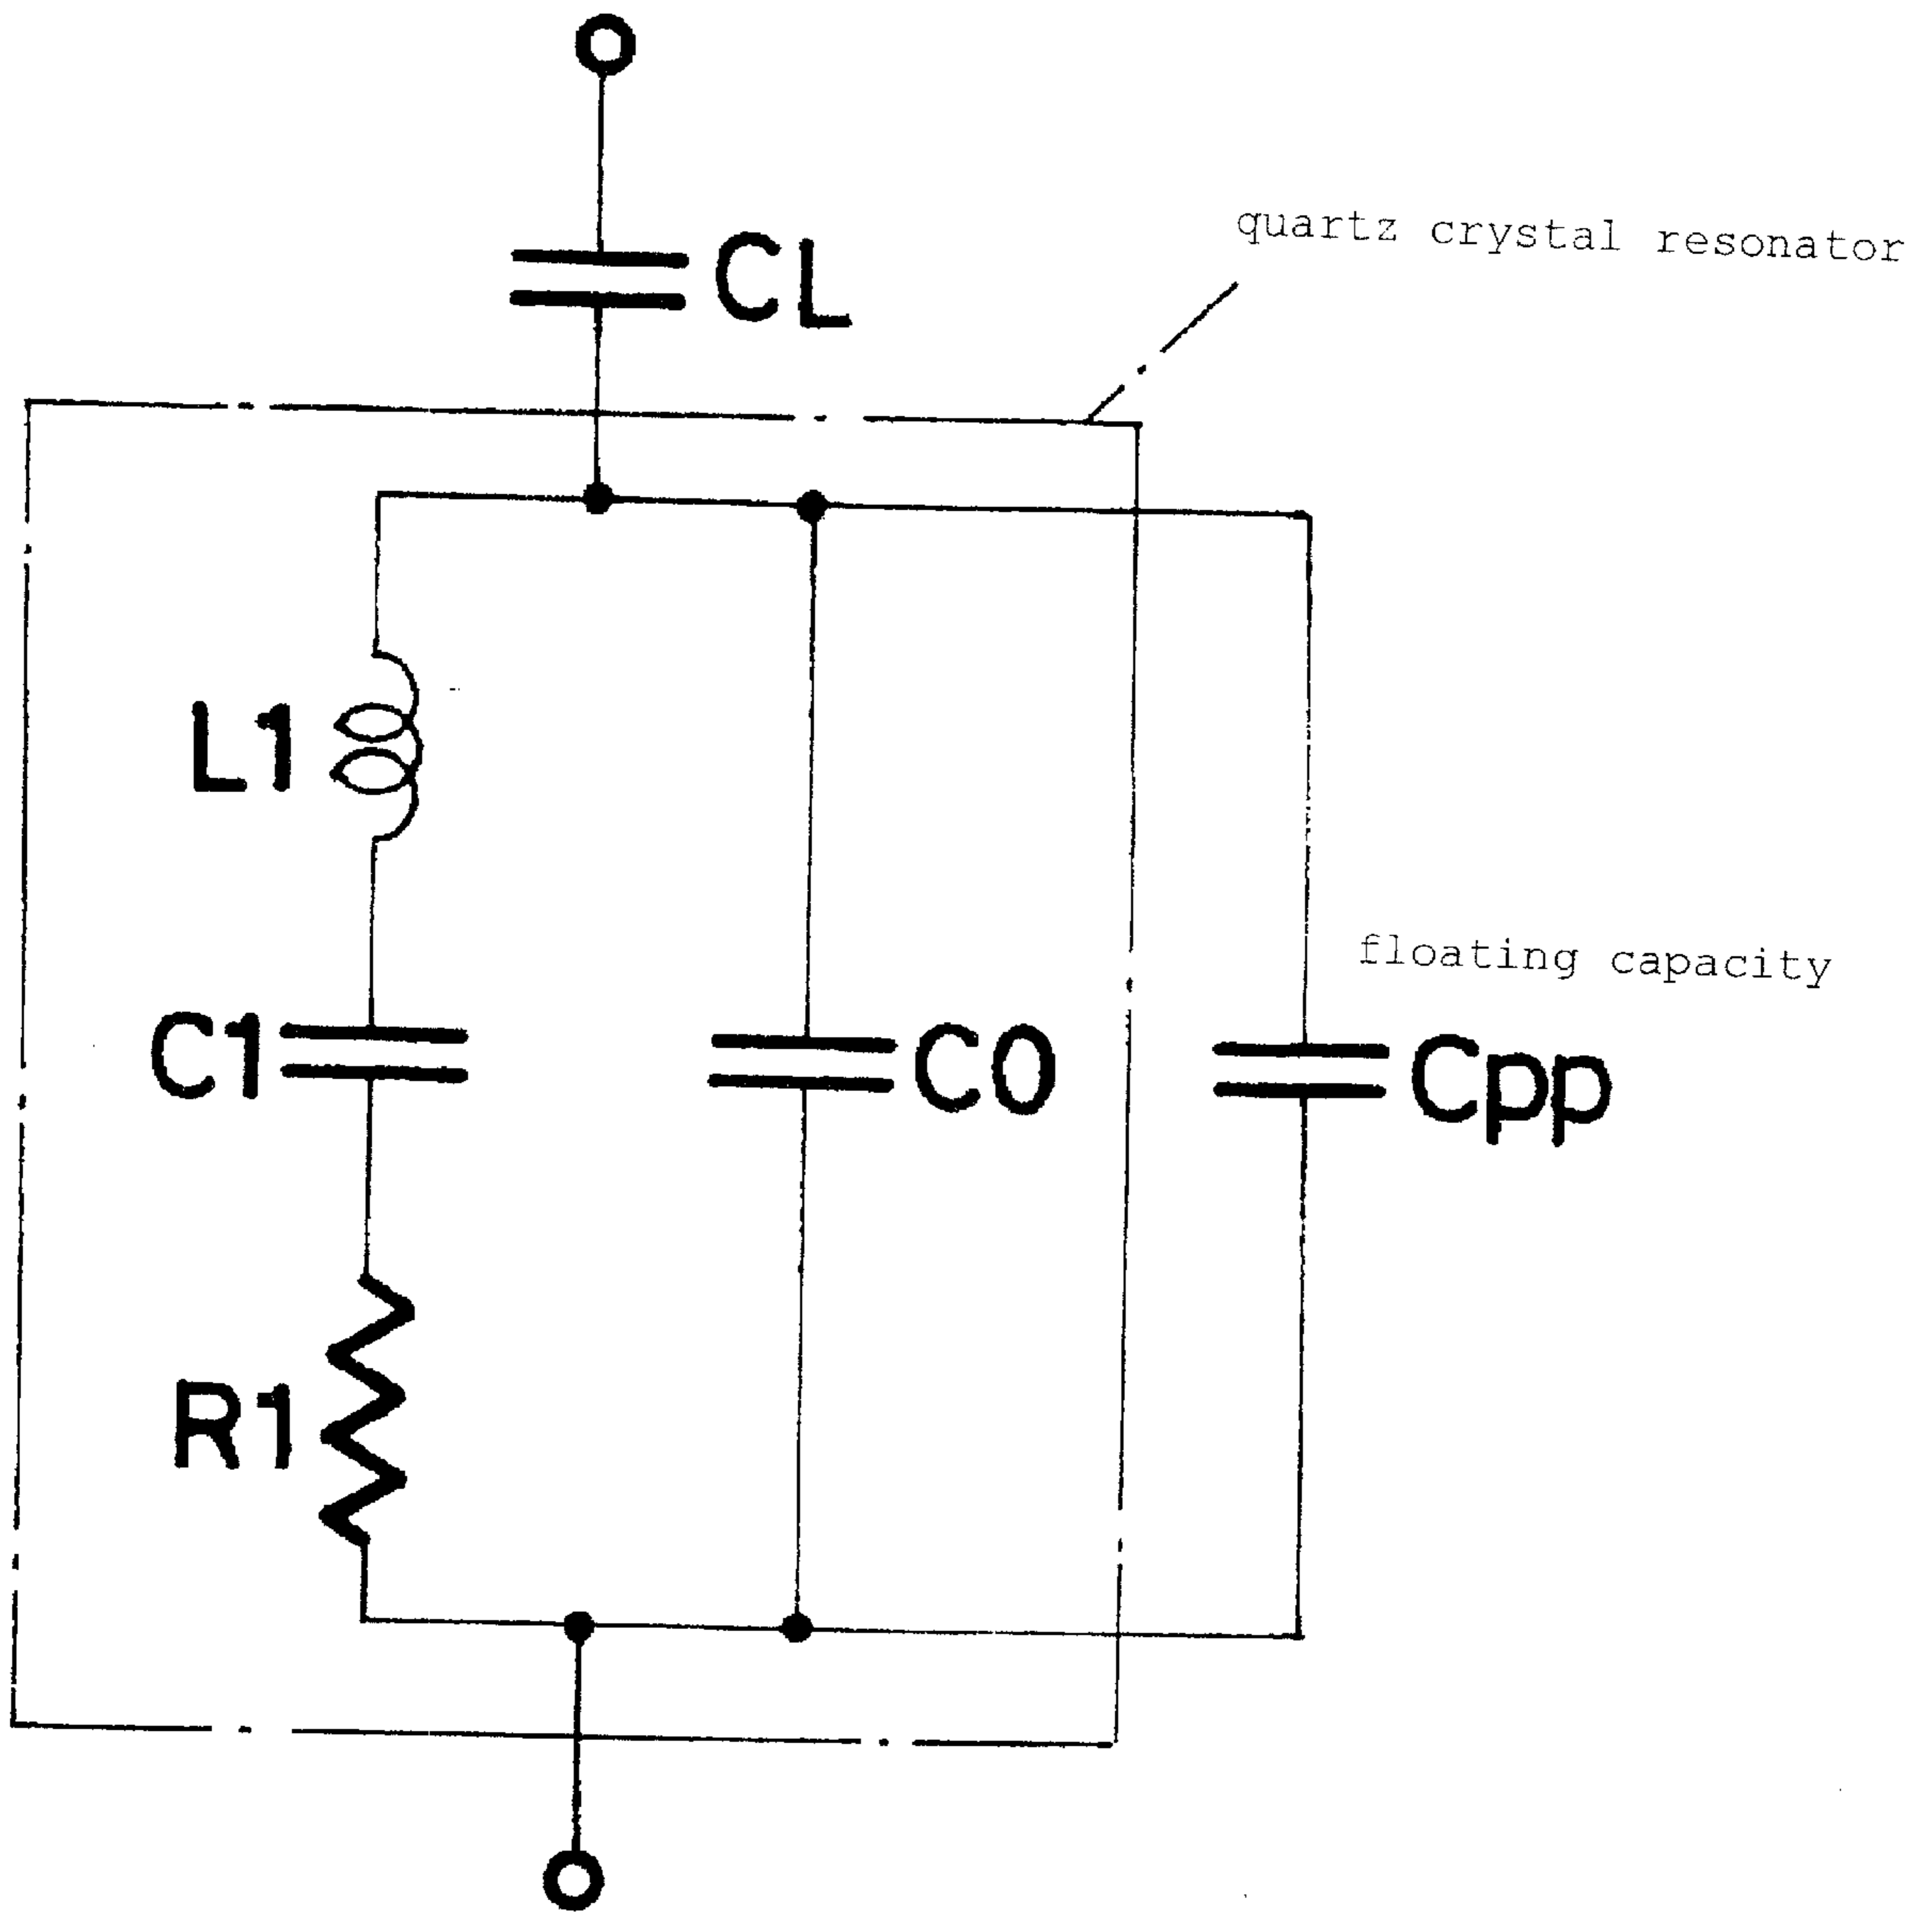 CL
quartz crystal resonator
L1
floating capacity
C1
C0
Cpp
R1